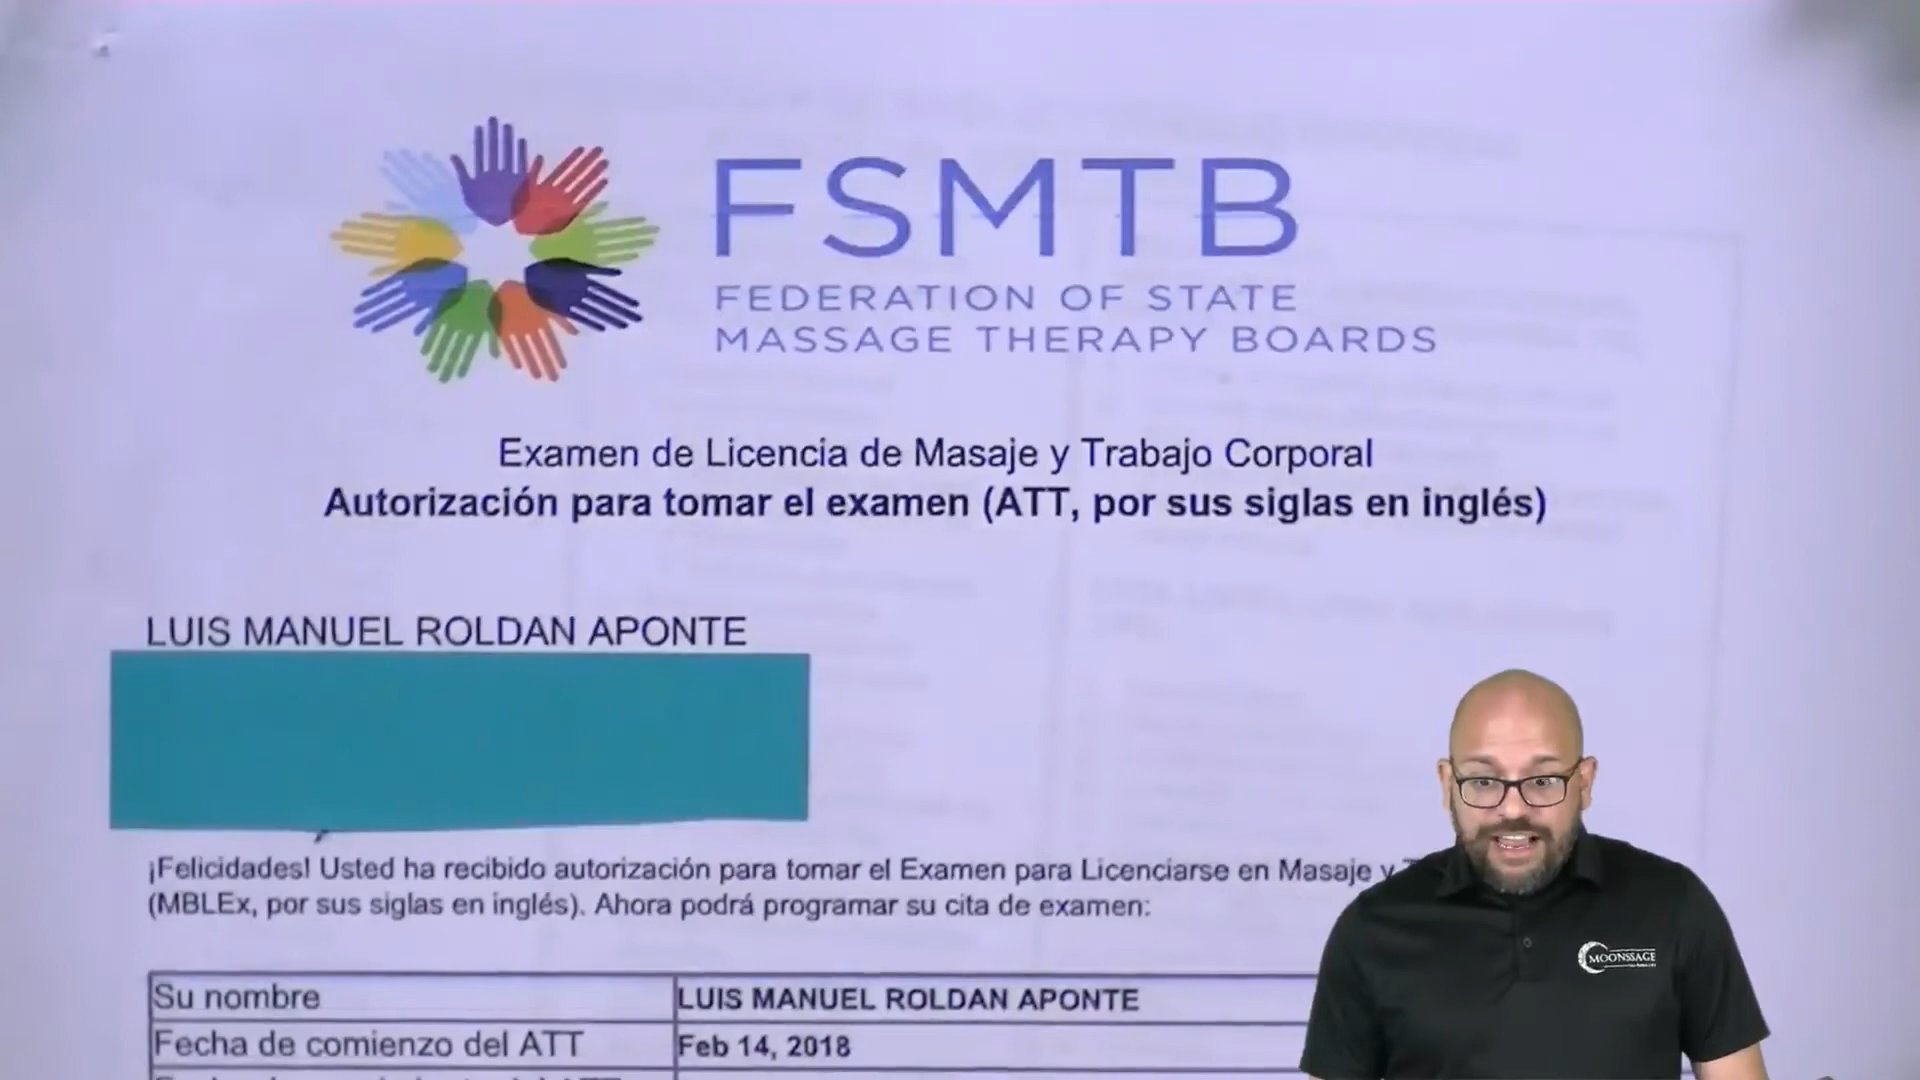 FSMTB
FEDERATION OF STATE
MASSAGE THERAPY BOARDS
Examen de Licencia de Masaje y Trabajo Corporal
Autorización para tomar el examen (ATT, por sus siglas en inglés)
LUIS MANUEL ROLDAN APONTE
¡Felicidades! Usted ha recibido autorización para tomar el Examen para Licenciarse en Masaje y
(MBLEx, por sus siglas en inglés). Ahora podrá programar su cita de examen:
Su nombre LUIS MANUEL ROLDAN APONTE
Fecha de comienzo del ATT Feb 14, 2018
MOONSSAGE